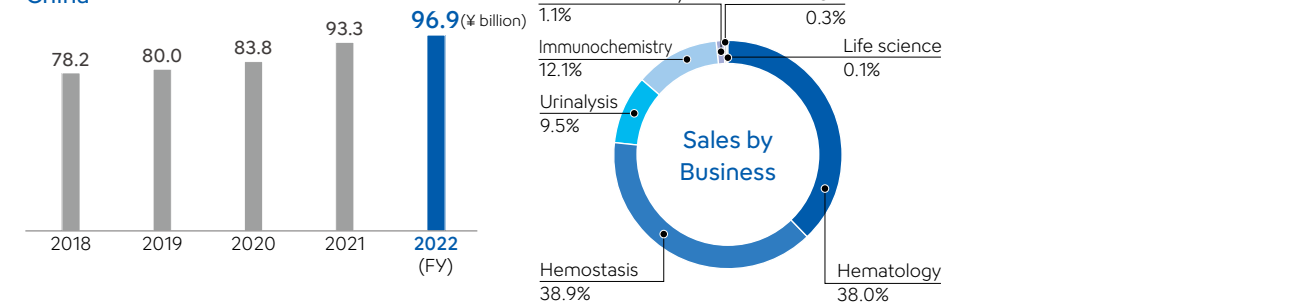 China
96.9 (¥ billion)
93.3
83.8
80.0
78.2
2018
2019
2020
2021
2022
(FY)
1.1%
0.3%
Immunochemistry
12.1%
Life science
0.1%
Urinalysis
9.5%
Sales by
Business
Hemostasis
38.9%
Hematology
38.0%